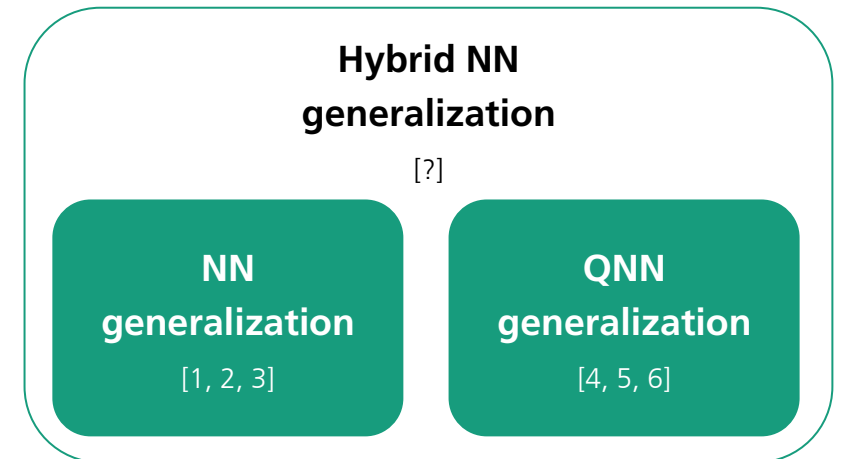 Hybrid NN
generalization
[?]
NN
generalization
[1, 2, 3]
QNN
generalization
[4, 5, 6]